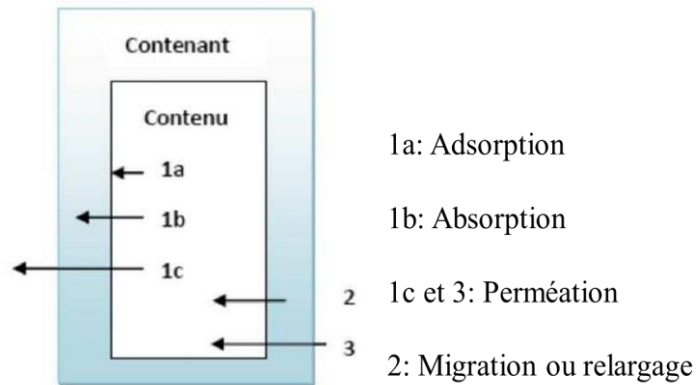 Contenant
Contenu
1a
1b
1c
2
3
1a: Adsorption
1b: Absorption
1c et 3: Perméation
2: Migration ou relargage